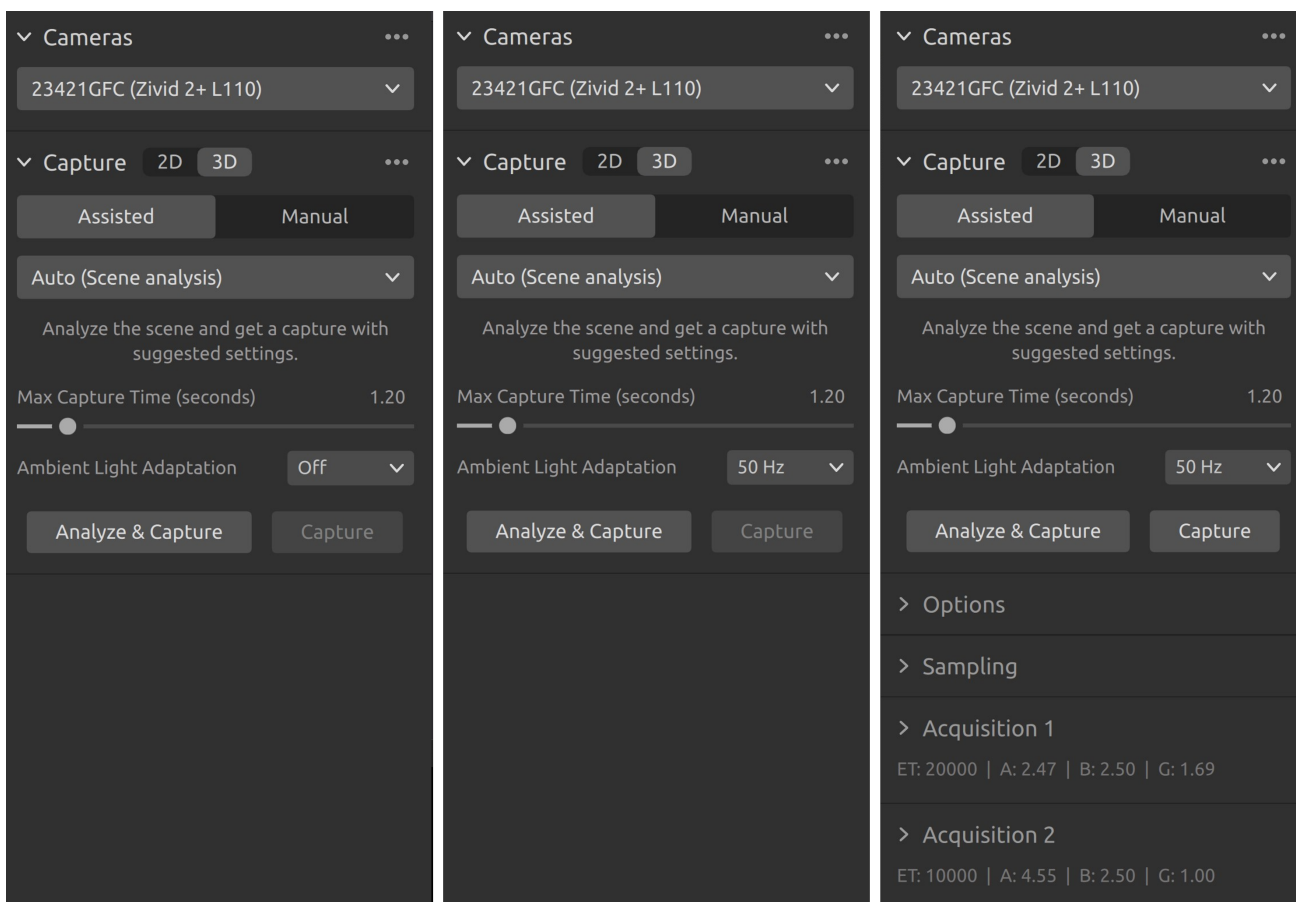 Cameras
23421GFC (Zivid 2+ L110)
Capture 2D 3D
Assisted Manual
Auto (Scene analysis)
Analyze the scene and get a capture with
suggested settings.
Max Capture Time (seconds) 1.20
Ambient Light Adaptation Off
Analyze & Capture Capture
Cameras
23421GFC (Zivid 2+ L110)
Capture 2D 3D
Assisted Manual
Auto (Scene analysis)
Analyze the scene and get a capture with
suggested settings.
Max Capture Time (seconds) 1.20
Ambient Light Adaptation 50 Hz
Analyze & Capture Capture
Cameras
23421GFC (Zivid 2+ L110)
Capture 2D 3D
Assisted Manual
Auto (Scene analysis)
Analyze the scene and get a capture with
suggested settings.
Max Capture Time (seconds) 1.20
Ambient Light Adaptation 50 Hz
Analyze & Capture Capture
Options
Sampling
Acquisition 1
ET: 20000 | A: 2.47 | B: 2.50 | G: 1.69
Acquisition 2
ET: 10000 | A: 4.55 | B: 2.50 | G: 1.00